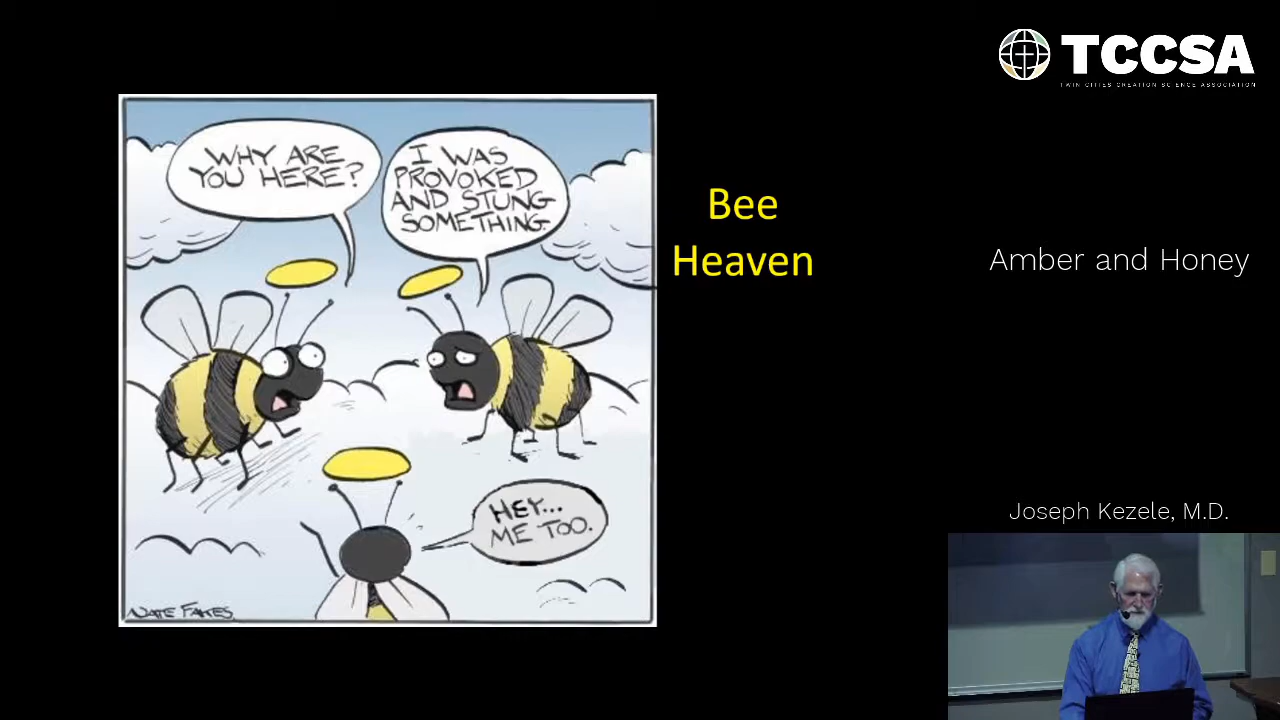 TCCSA
TWIN CITIES CREATION SCIENCE ASSOCIATION
WHY ARE
YOU HERE?
I WAS
PROVOKED
AND STUNG
SOMETHING.
HEY...
ME TOO.
NATE FAKES
Bee
Heaven
Amber and Honey
Joseph Kezele, M.D.